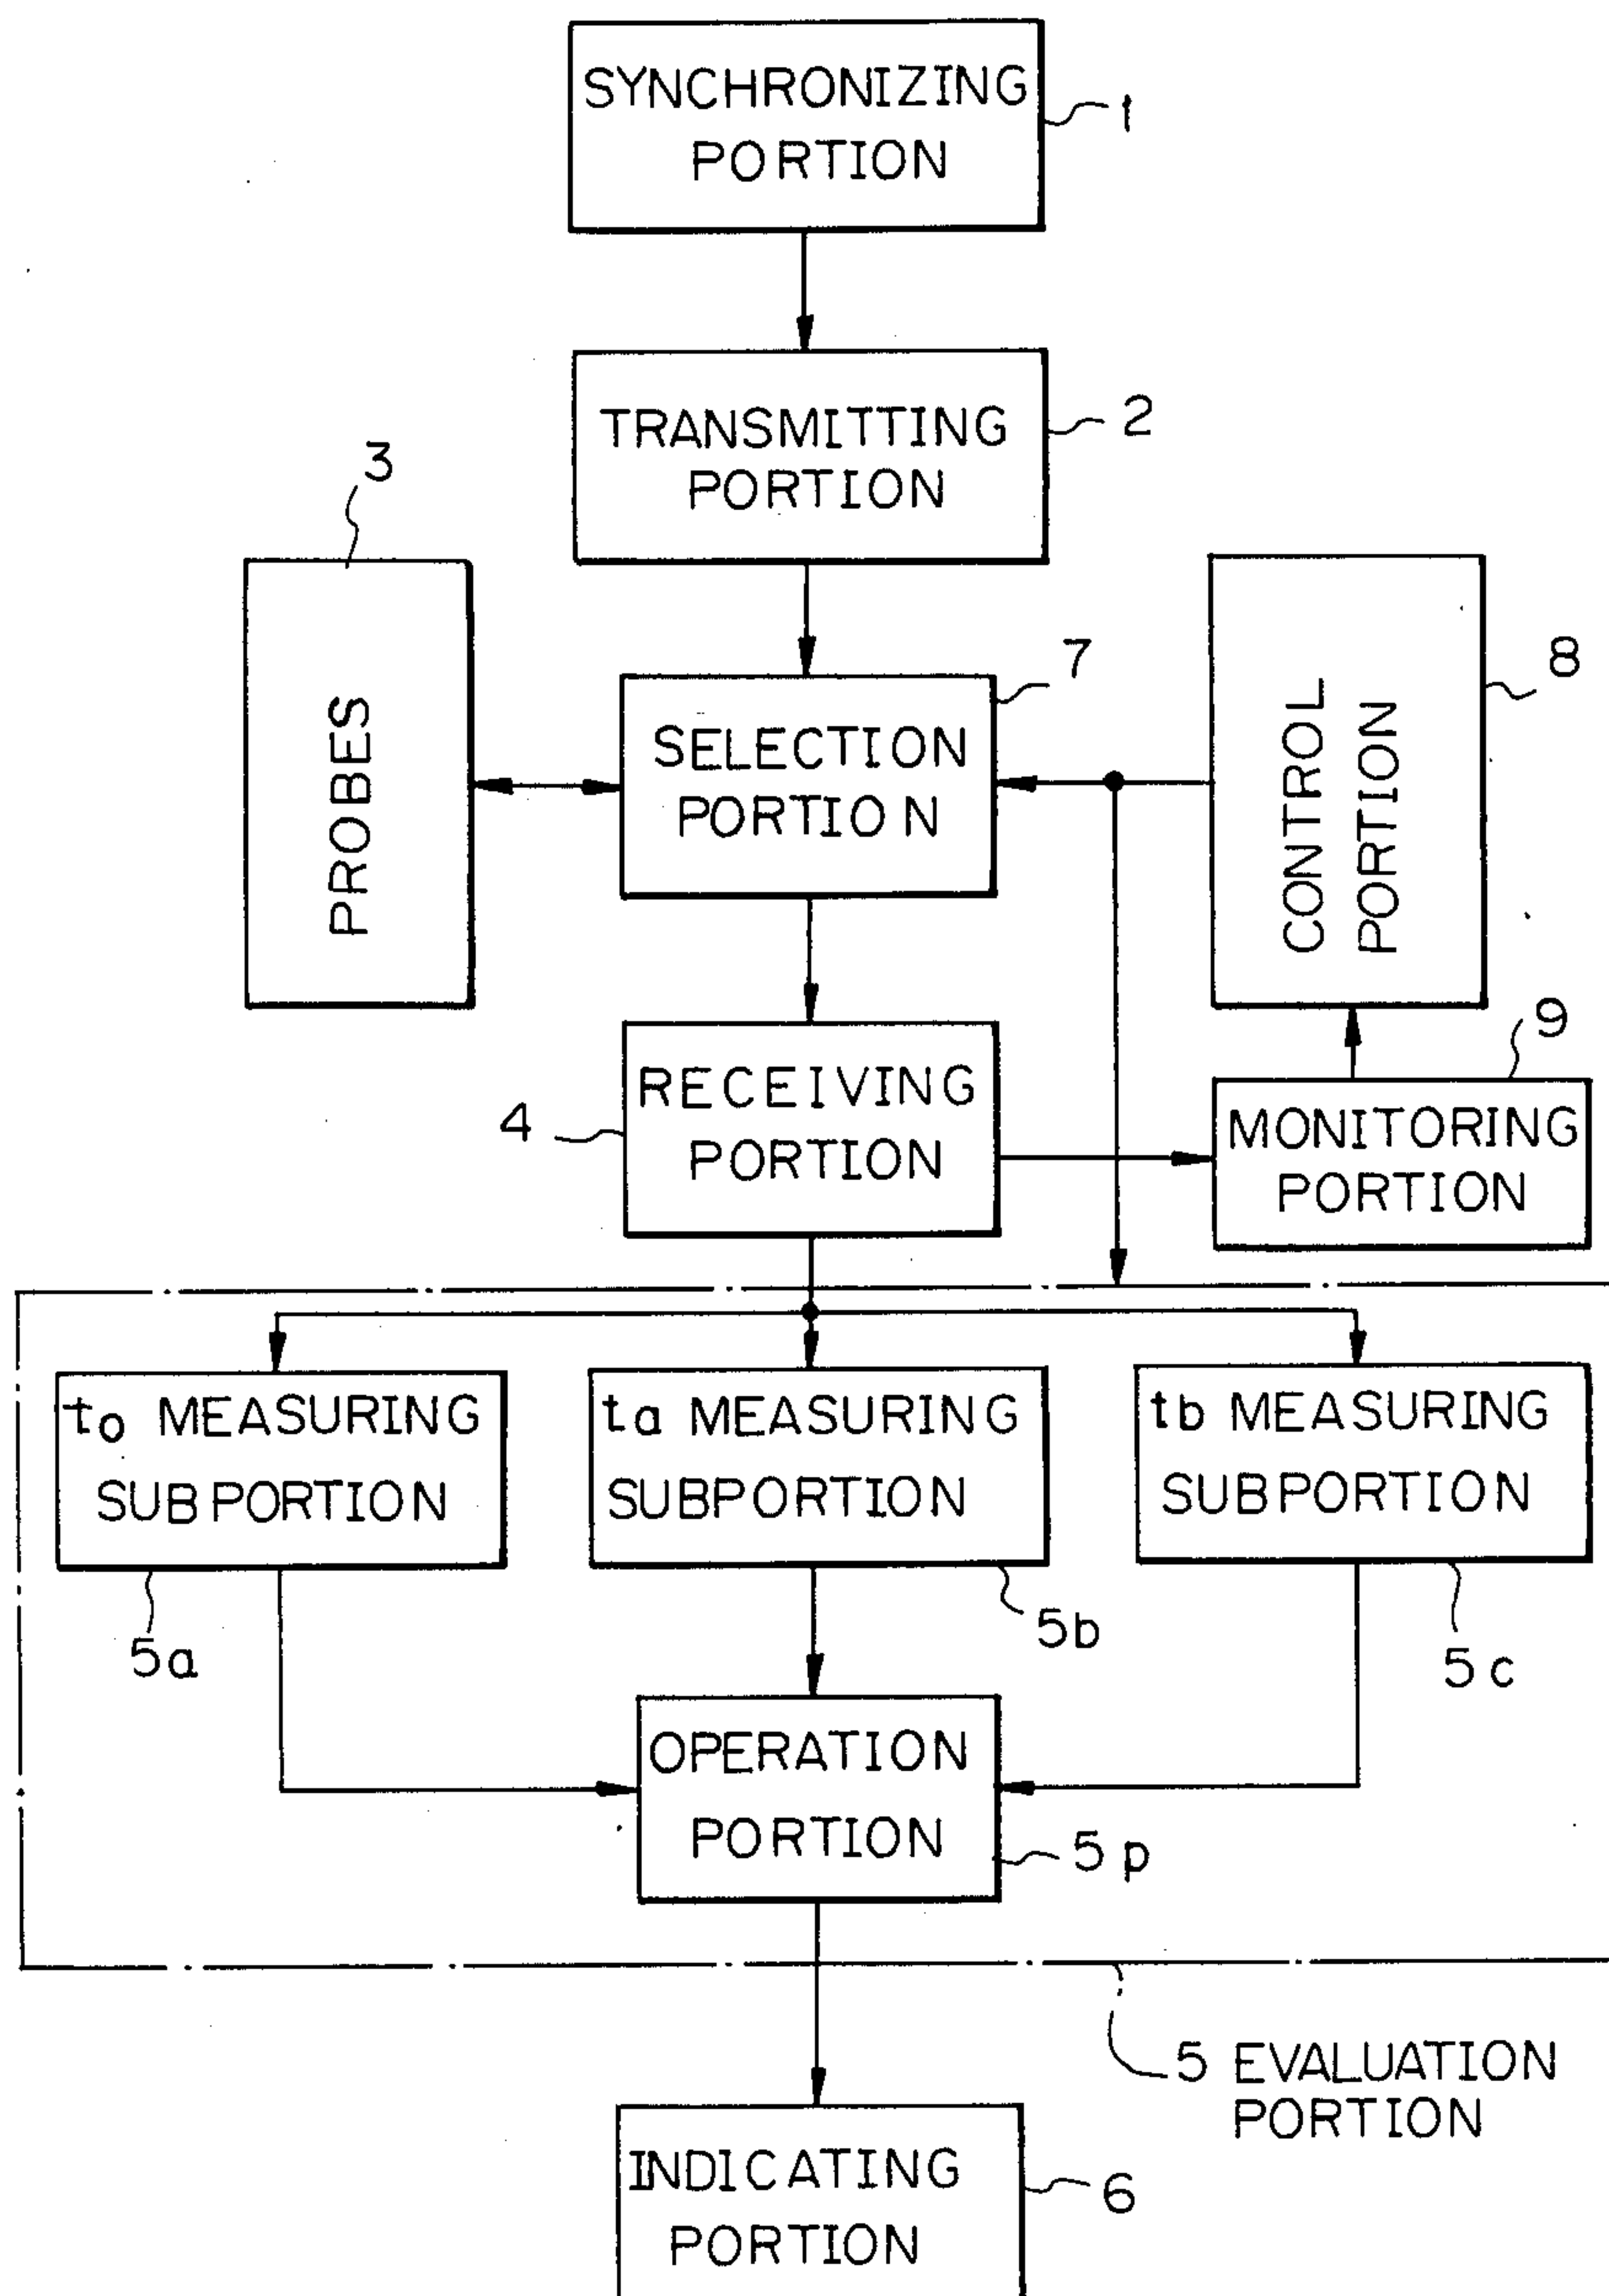 SYNCHRONIZING
PORTION
1
TRANSMITTING
PORTION
2
3
PROBES
7
SELECTION
PORTION
8
CONTROL
PORTION
4
RECEIVING
PORTION
9
MONITORING
PORTION
to MEASURING
SUBPORTION
5a
ta MEASURING
SUBPORTION
5b
tb MEASURING
SUBPORTION
5c
OPERATION
PORTION
5p
5 EVALUATION
PORTION
INDICATING
PORTION
6